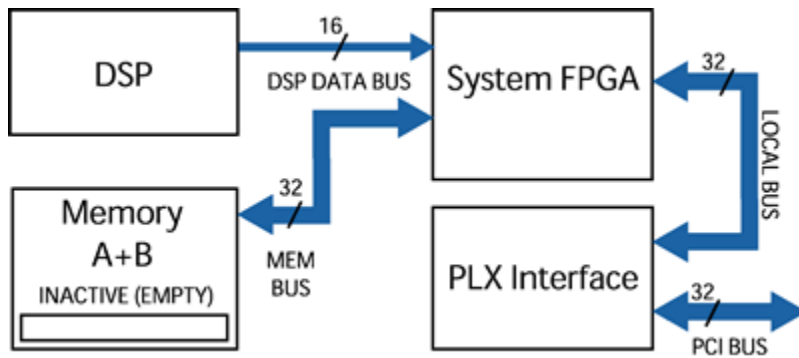 DSP
16
DSP DATA BUS
System FPGA
32
LOCAL BUS
Memory
A+B
INACTIVE (EMPTY)
32
MEM
BUS
PLX Interface
32
PCI BUS